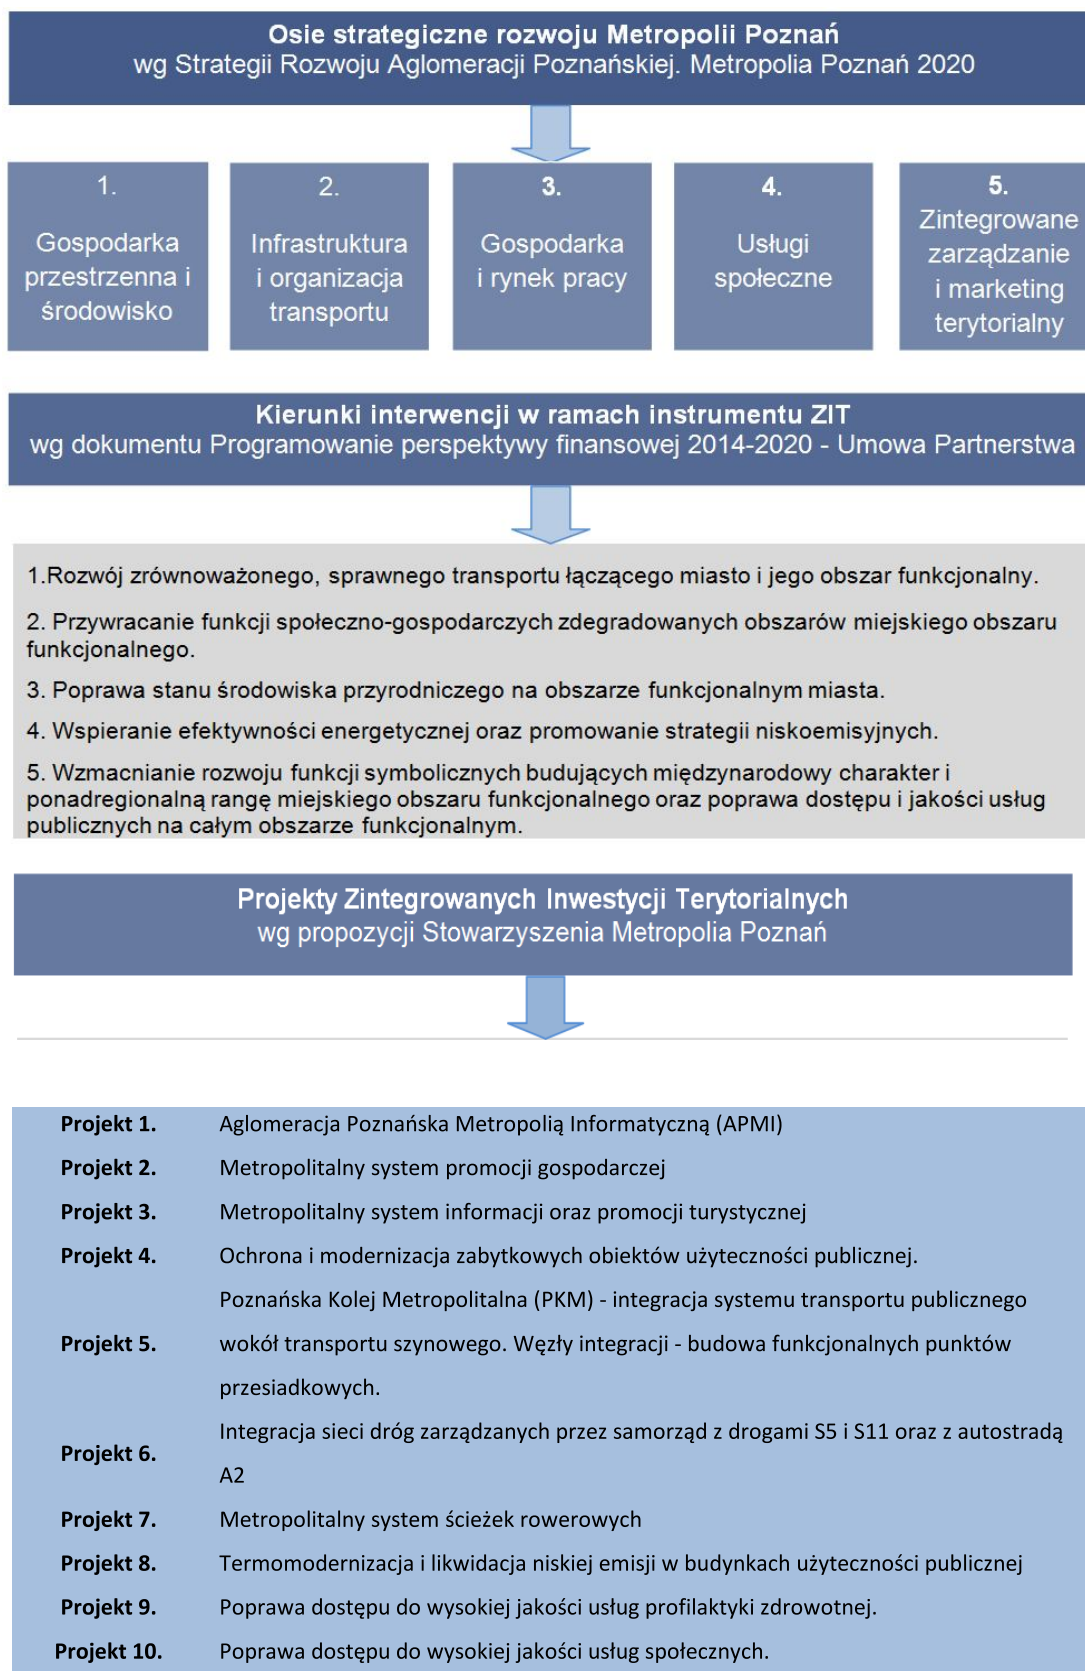 Osie strategiczne rozwoju Metropolii Poznań
wg Strategii Rozwoju Aglomeracji Poznańskiej. Metropolia Poznań 2020
1.
Gospodarka
przestrzenna i
środowisko
2.
Infrastruktura
i organizacja
transportu
3.
Gospodarka
i rynek pracy
4.
Usługi
społeczne
5.
Zintegrowane
zarządzanie
i marketing
terytorialny
Kierunki interwencji w ramach instrumentu ZIT
wg dokumentu Programowanie perspektywy finansowej 2014-2020 - Umowa Partnerstwa
1.Rozwój zrównoważonego, sprawnego transportu łączącego miasto i jego obszar funkcjonalny.
2. Przywracanie funkcji społeczno-gospodarczych zdegradowanych obszarów miejskiego obszaru
funkcjonalnego.
3. Poprawa stanu środowiska przyrodniczego na obszarze funkcjonalnym miasta.
4. Wspieranie efektywności energetycznej oraz promowanie strategii niskoemisyjnych.
5. Wzmacnianie rozwoju funkcji symbolicznych budujących międzynarodowy charakter i
ponadregionalną rangę miejskiego obszaru funkcjonalnego oraz poprawa dostępu i jakości usług
publicznych na całym obszarze funkcjonalnym.
Projekty Zintegrowanych Inwestycji Terytorialnych
wg propozycji Stowarzyszenia Metropolia Poznań
Projekt 1. Aglomeracja Poznańska Metropolią Informatyczną (APMI)
Projekt 2. Metropolitalny system promocji gospodarczej
Projekt 3. Metropolitalny system informacji oraz promocji turystycznej
Projekt 4. Ochrona i modernizacja zabytkowych obiektów użyteczności publicznej.
Poznańska Kolej Metropolitalna (PKM) - integracja systemu transportu publicznego
Projekt 5. wokół transportu szynowego. Węzły integracji - budowa funkcjonalnych punktów
przesiadkowych.
Projekt 6. Integracja sieci dróg zarządzanych przez samorząd z drogami S5 i S11 oraz z autostradą
A2
Projekt 7. Metropolitalny system ścieżek rowerowych
Projekt 8. Termomodernizacja i likwidacja niskiej emisji w budynkach użyteczności publicznej
Projekt 9. Poprawa dostępu do wysokiej jakości usług profilaktyki zdrowotnej.
Projekt 10. Poprawa dostępu do wysokiej jakości usług społecznych.